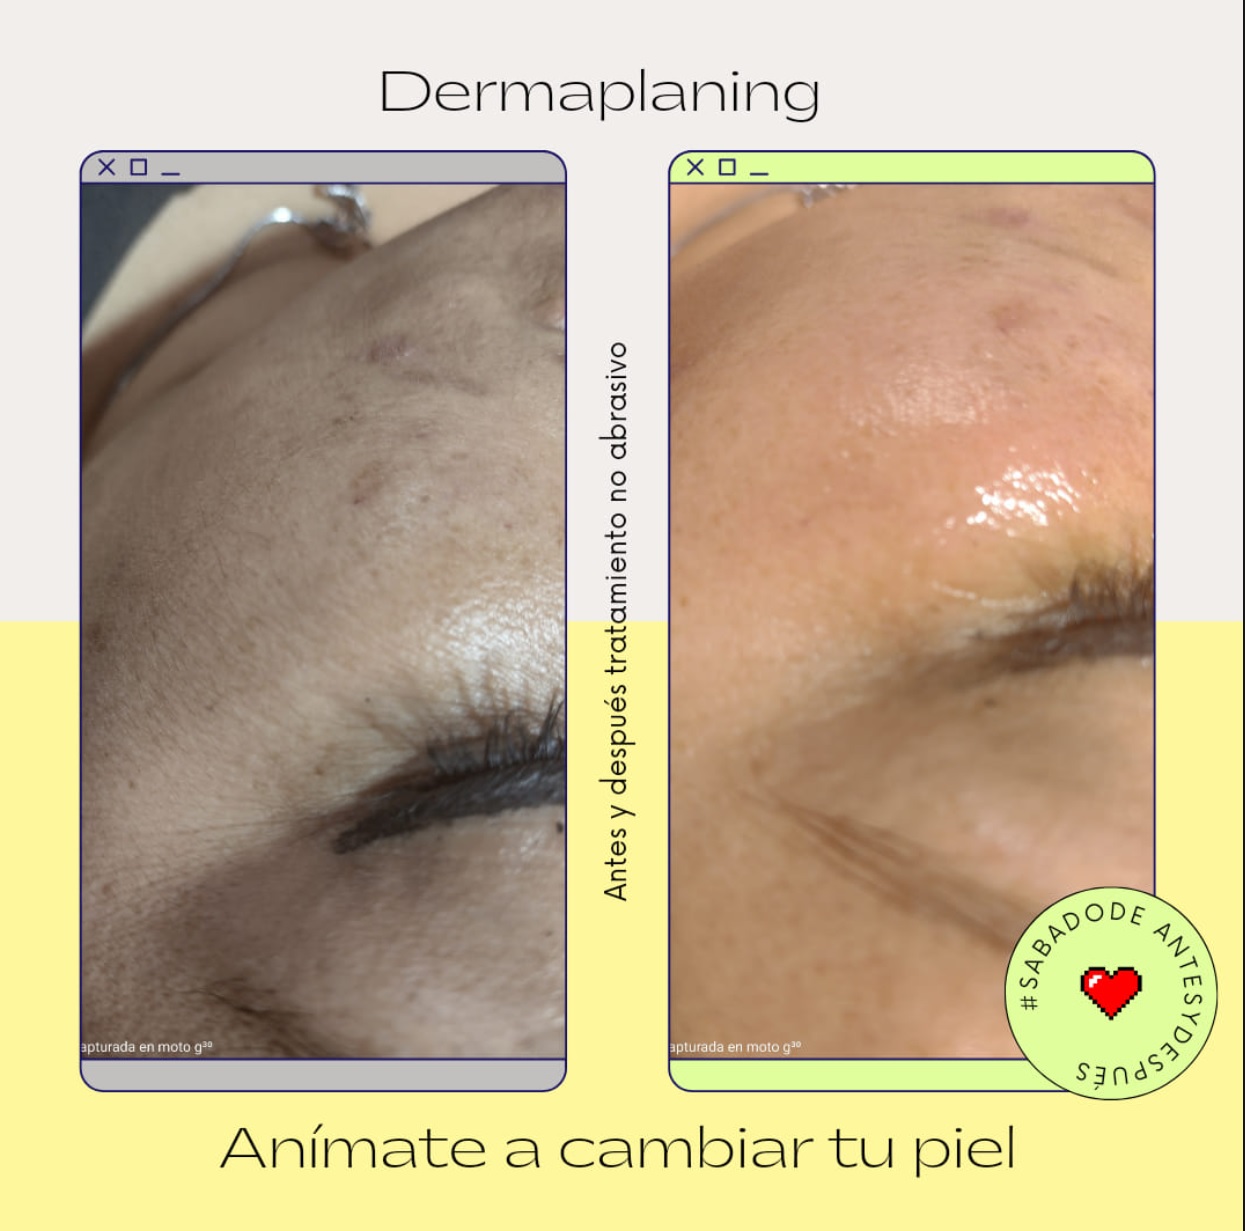 Dermaplaning
Antes y después tratamiento no abrasivo
apturada en moto g³⁰
apturada en moto g³⁰
#SABADODE ANTESYDESPUÉS
Anímate a cambiar tu piel